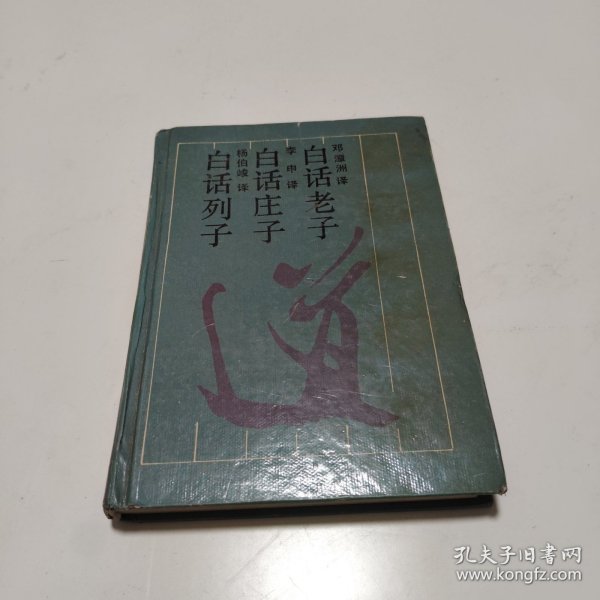 白话老子
邓潭洲译
白话庄子
李申译
白话列子
杨伯峻译
道
孔夫子旧书网
www.kongfz.com